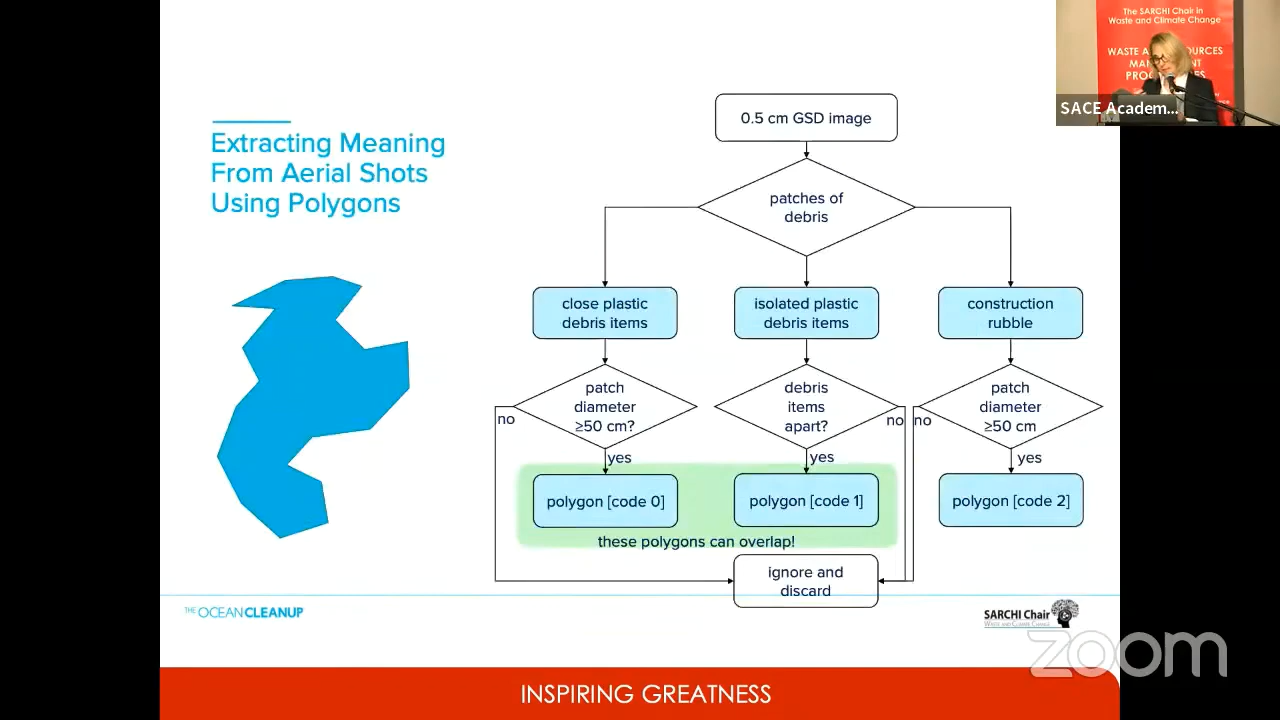 The SARCHI Chair in
Waste and Climate Change
WASTE
SACE Academ...
Extracting Meaning
From Aerial Shots
Using Polygons
0.5 cm GSD image
patches of
debris
close plastic
debris items
isolated plastic
debris items
construction
rubble
patch
diameter
≥50 cm?
debris
items
apart?
patch
diameter
≥50 cm
no
no
no
yes
yes
yes
polygon [code 0]
polygon [code 1]
polygon [code 2]
these polygons can overlap!
ignore and
discard
THE OCEAN CLEANUP
SARCHI Chair
WASTE AND CLIMATE CHANGE
zoom
INSPIRING GREATNESS